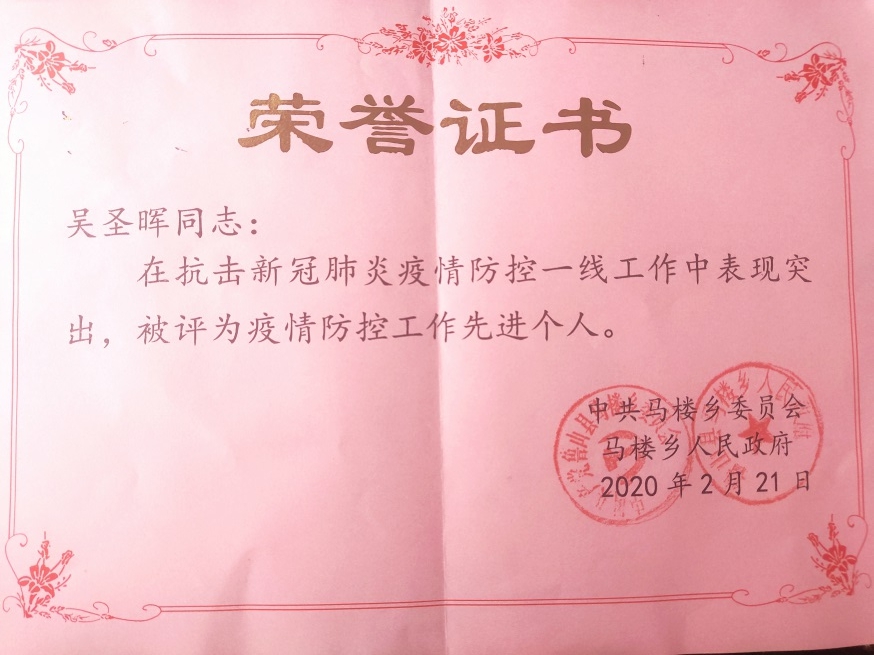 荣誉证书
吴圣晖同志：
在抗击新冠肺炎疫情防控一线工作中表现突
出，被评为疫情防控工作先进个人。
中共马楼乡委员会
马楼乡人民政府
2020年2月21日